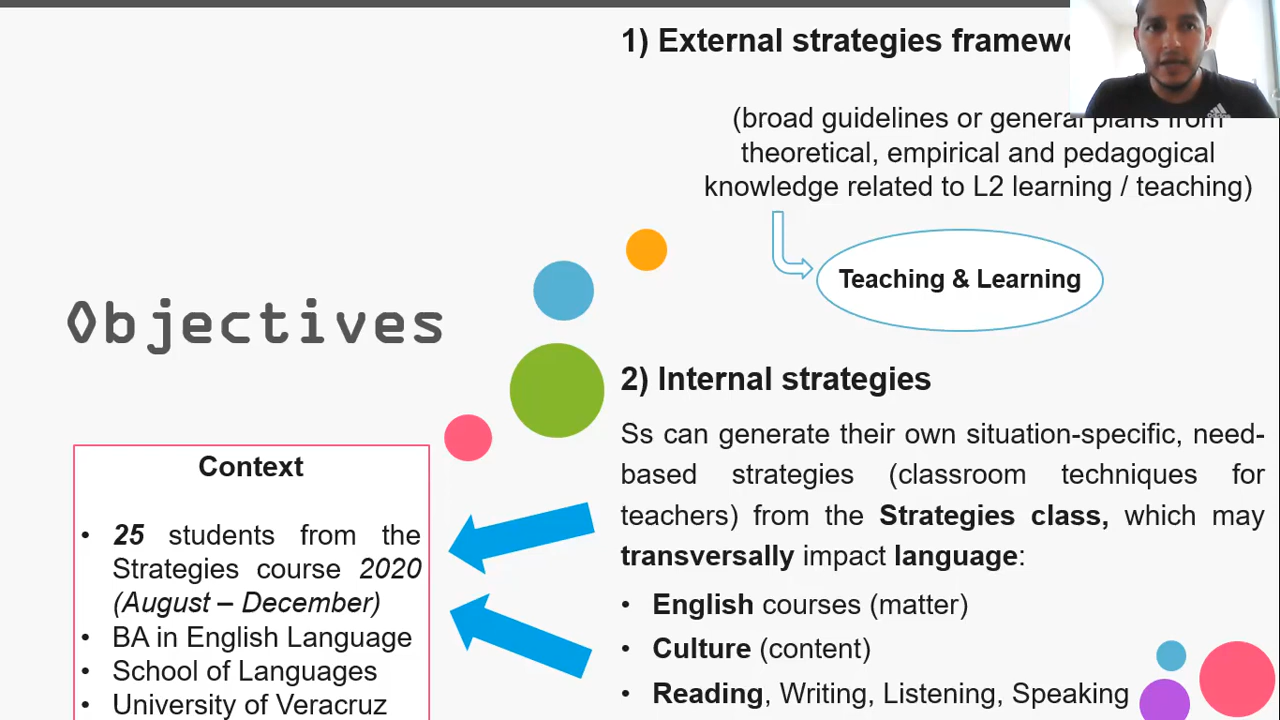 1) External strategies
(broad guidelines or general plans from
theoretical, empirical and pedagogical
knowledge related to L2 learning / teaching)
Teaching & Learning
Objectives
2) Internal strategies
Ss can generate their own situation-specific, need-
based strategies (classroom techniques for
teachers) from the Strategies class, which may
transversally impact language:
• English courses (matter)
• Culture (content)
• Reading, Writing, Listening, Speaking
Context
• 25 students from the
Strategies course 2020
(August – December)
• BA in English Language
• School of Languages
• University of Veracruz